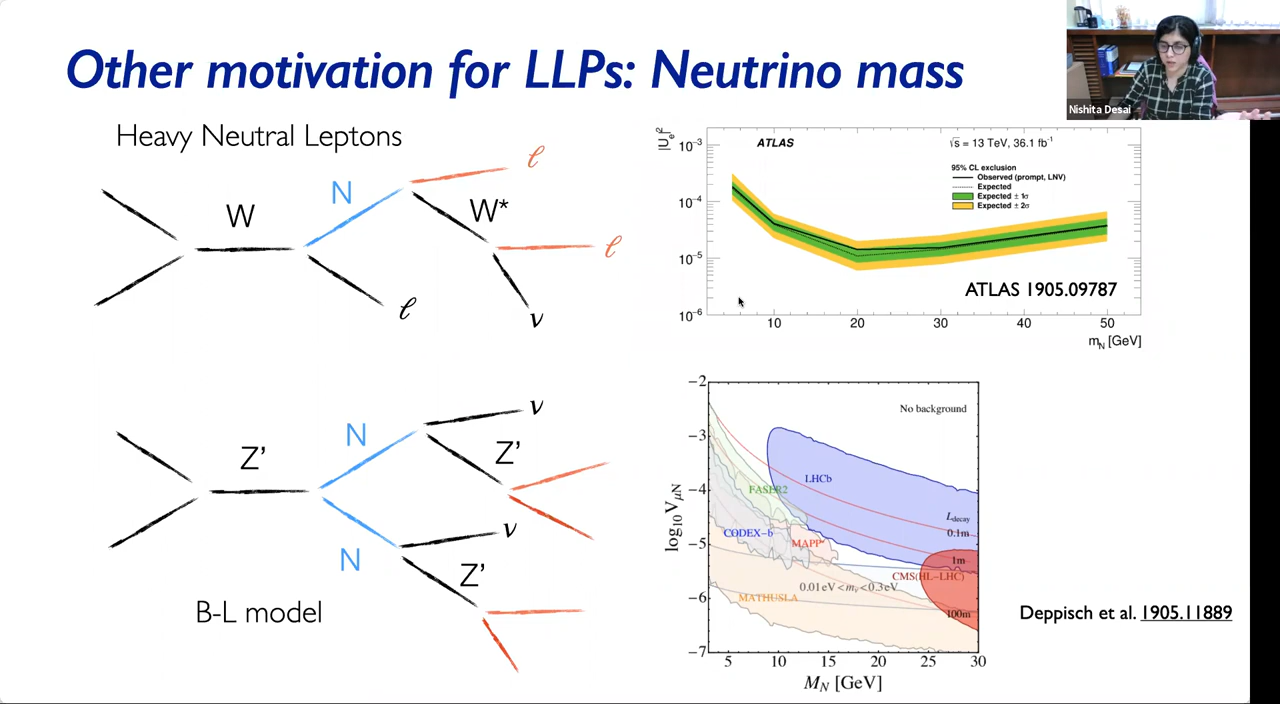 Other motivation for LLPs: Neutrino mass
Nishita Desai
Heavy Neutral Leptons
W
N
ℓ
W*
ℓ
ℓ
ν
|U_e|²
10⁻³
10⁻⁴
10⁻⁵
10⁻⁶
ATLAS
√s = 13 TeV, 36.1 fb⁻¹
95% CL exclusion
Observed (prompt, LNV)
Expected
Expected ± 1σ
Expected ± 2σ
ATLAS 1905.09787
10
20
30
40
50
m_N [GeV]
Z'
N
N
ν
Z'
ν
Z'
B-L model
log₁₀ V_μN
−2
−3
−4
−5
−6
−7
No background
LHCb
FASER2
CODEX−b
MAPP*
MATHUSLA
CMS(HL−LHC)
0.01 eV < m_ν < 0.3 eV
L_decay
0.1m
1m
100m
5
10
15
20
25
30
M_N [GeV]
Deppisch et al. 1905.11889